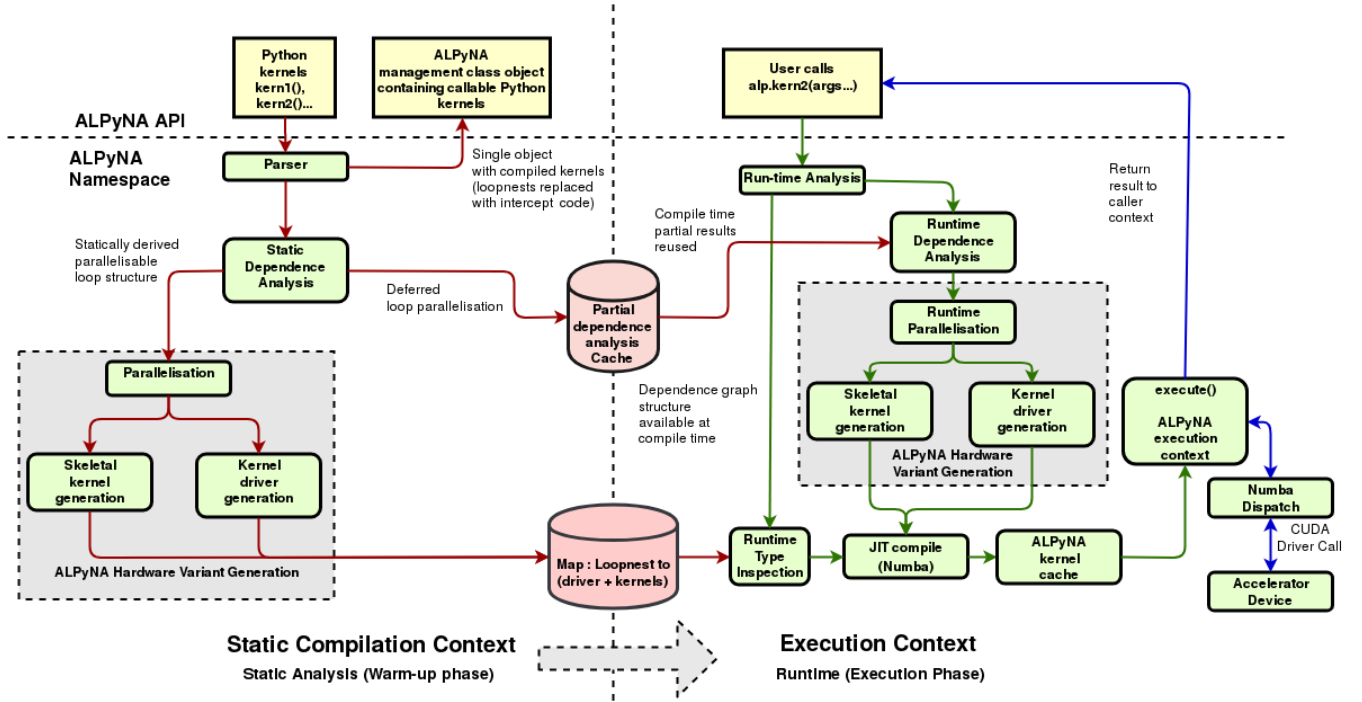 Python
kernels
kern1(),
kern2()...
ALPyNA
management class object
containing callable Python
kernels
User calls
alp.kern2(args...)
ALPyNA API
ALPyNA
Namespace
Parser
Single object
with compiled kernels
(loopnests replaced
with intercept code)
Run-time Analysis
Return
result to
caller
context
Statically derived
parallelisable
loop structure
Static
Dependence
Analysis
Compile time
partial results
reused
Runtime
Dependence
Analysis
Deferred
loop parallelisation
Partial
dependence
analysis
Cache
Runtime
Parallelisation
Parallelisation
Dependence graph
structure
available at
compile time
Skeletal
kernel
generation
Kernel
driver
generation
ALPyNA Hardware
Variant Generation
execute()
ALPyNA
execution
context
Skeletal
kernel
generation
Kernel
driver
generation
ALPyNA Hardware Variant Generation
Numba
Dispatch
CUDA
Driver Call
Accelerator
Device
Map : Loopnest to
(driver + kernels)
Runtime
Type
Inspection
JIT compile
(Numba)
ALPyNA
kernel
cache
Static Compilation Context
Static Analysis (Warm-up phase)
Execution Context
Runtime (Execution Phase)